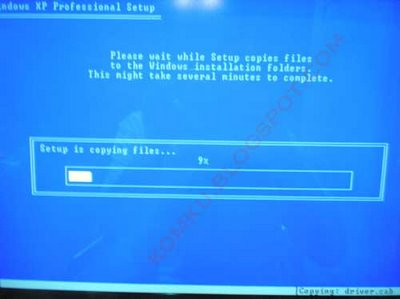 ndows XP Professional Setup
Please wait while Setup copies files
to the Windows installation folders.
This might take several minutes to complete.
Setup is copying files...
9%
Copying: driver.cab
KOMKU.BLOGSPOT.COM